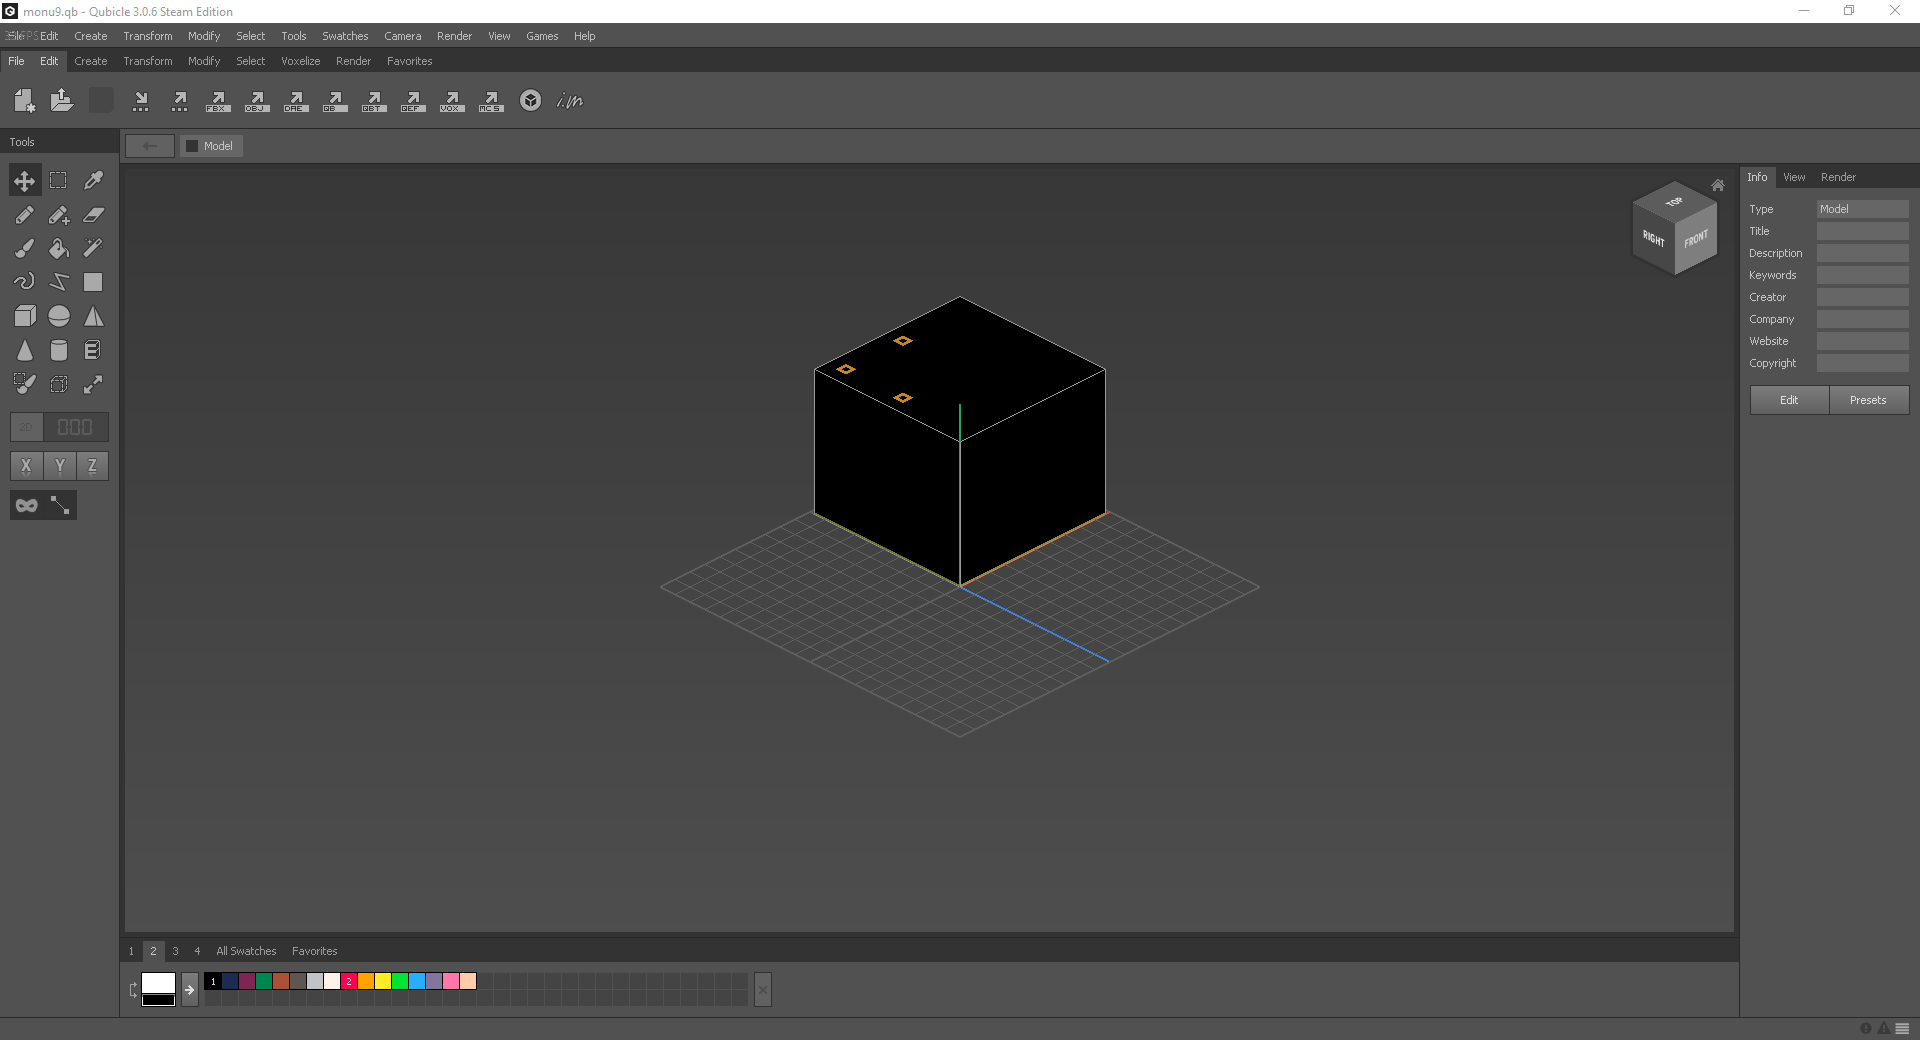 monu9.qb - Qubicle 3.0.6 Steam Edition
Edit Create Transform Modify Select Tools Swatches Camera Render View Games Help
File Edit Create Transform Modify Select Voxelize Render Favorites
FBX OBJ DAE QB QBT QEF VOX MCS i.m
Tools
Model
Info View Render
TOP
RIGHT FRONT
Type Model
Title
Description
Keywords
Creator
Company
Website
Copyright
Edit Presets
2D 000
X Y Z
1 2 3 4 All Swatches Favorites
1 2